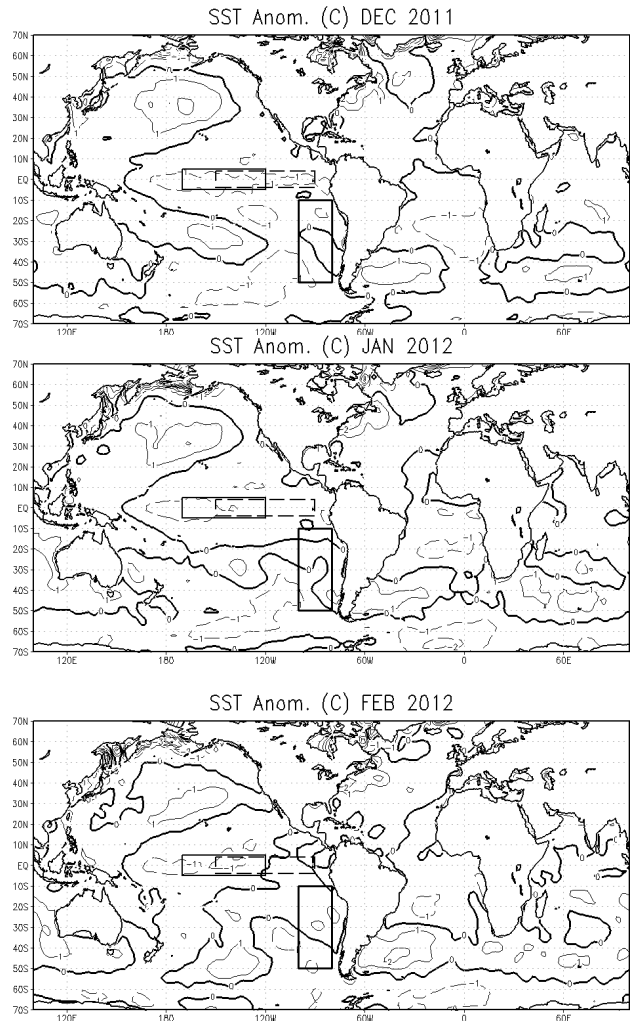 SST Anom. (C) DEC 2011
70N
60N
50N
40N
30N
20N
10N
EQ
10S
20S
30S
40S
50S
60S
70S
120E 180 120W 60W 0 60E
SST Anom. (C) JAN 2012
70N
60N
50N
40N
30N
20N
10N
EQ
10S
20S
30S
40S
50S
60S
70S
120E 180 120W 60W 0 60E
SST Anom. (C) FEB 2012
70N
60N
50N
40N
30N
20N
10N
EQ
10S
20S
30S
40S
50S
60S
70S
120E 180 120W 60W 0 60E